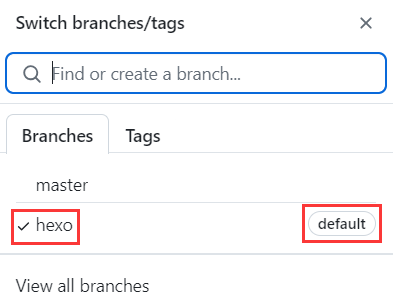 Switch branches/tags
Find or create a branch...
Branches Tags
master
hexo default
View all branches